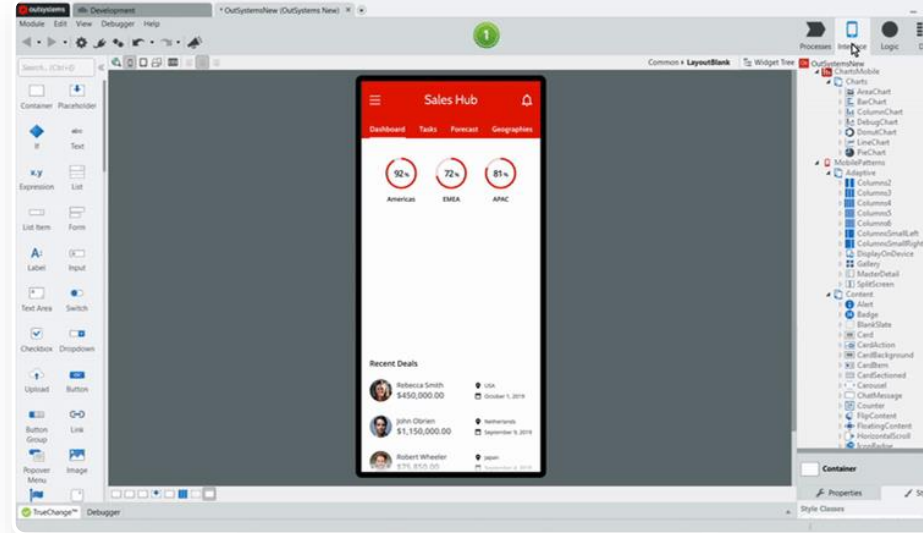 outsystems
Development
* OutSystemsNew (OutSystems New)
Module Edit View Debugger Help
1
Processes Interface Logic
Search... (Ctrl+J)
Common LayoutBlank
Widget Tree
Container Placeholder
If Text
Expression List
List Item Form
Label Input
Text Area Switch
Checkbox Dropdown
Upload Button
Button Group Link
Popover Menu Image
Sales Hub
Dashboard Tasks Forecast Geographies
92% 72% 81%
Americas EMEA APAC
Recent Deals
Rebecca Smith USA
$450,000.00 October 1, 2019
John Obrien Netherlands
$1,150,000.00 September 9, 2019
Robert Wheeler Japan
OutSystemsNew
ChartsMobile
Charts
AreaChart
BarChart
ColumnChart
DebugChart
DonutChart
LineChart
PieChart
MobilePatterns
Adaptive
Columns2
Columns3
Columns4
Columns5
Columns6
ColumnsSmallLeft
ColumnsSmallRight
DisplayOnDevice
Gallery
MasterDetail
SplitScreen
Content
Alert
Badge
BlankSlate
Card
CardAction
CardBackground
CardItem
CardSectioned
Carousel
ChatMessage
Counter
FlipContent
FloatingContent
HorizontalScroll
IconBadge
Container
Properties
Style Classes
TrueChange™ Debugger